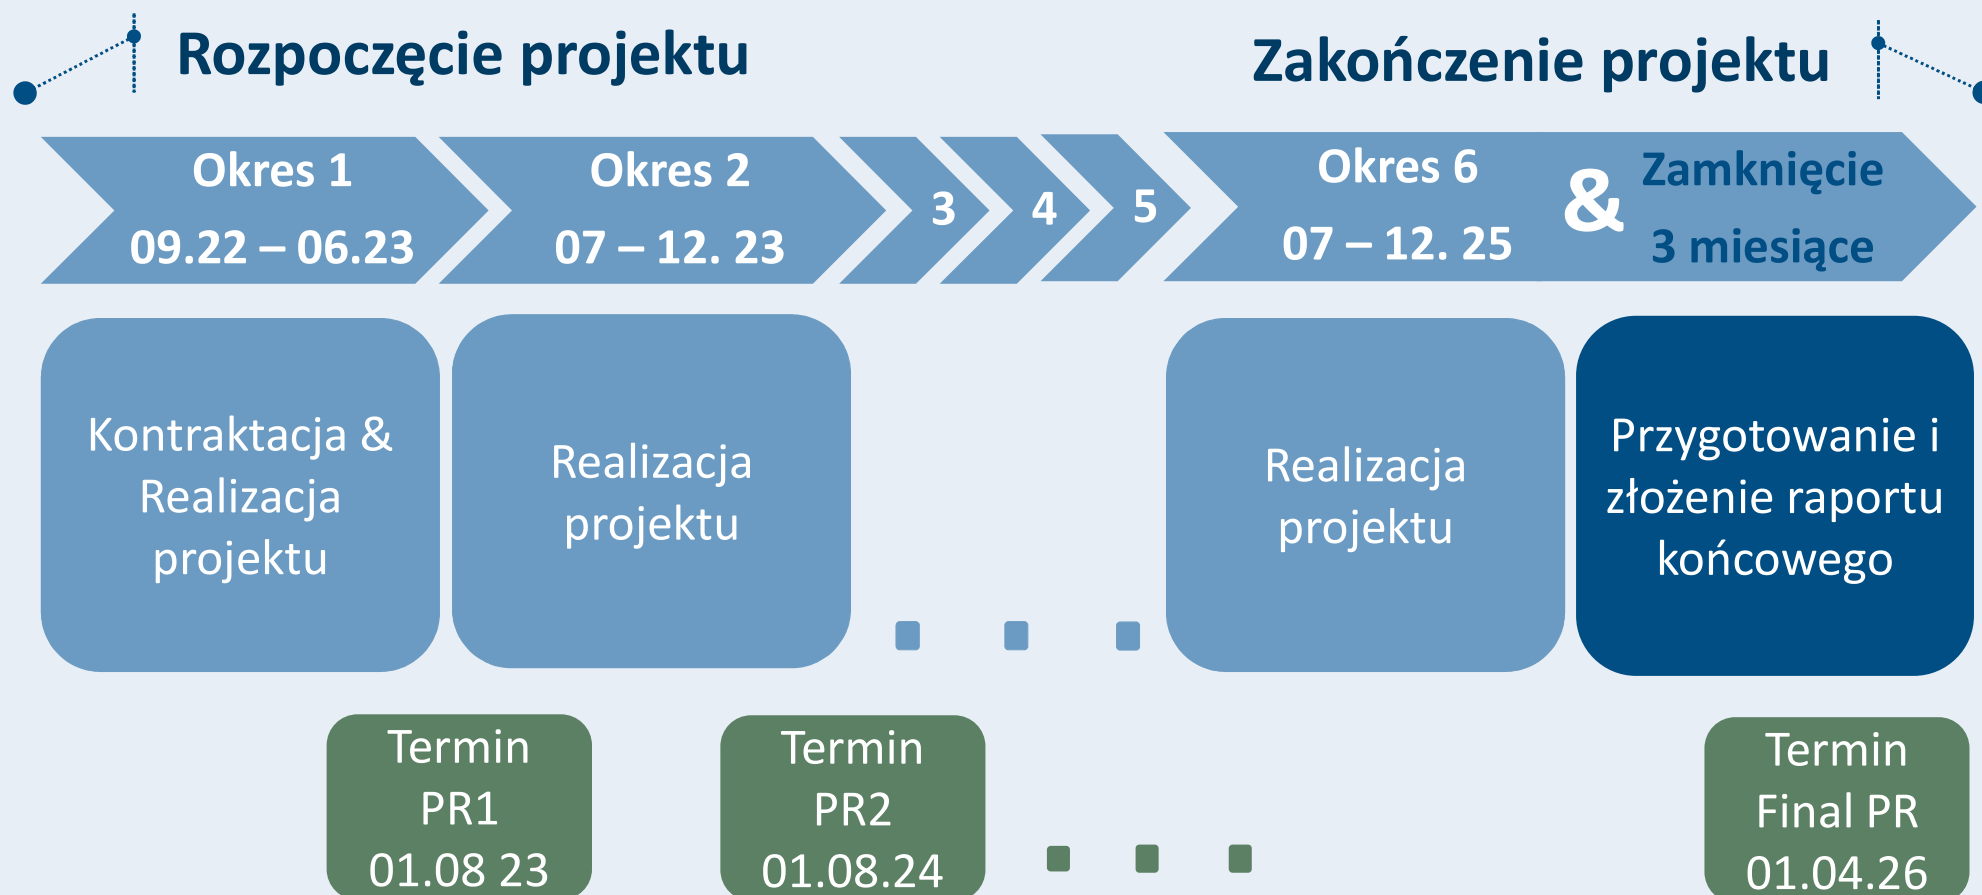 Rozpoczęcie projektu
Zakończenie projektu
Okres 1
09.22 – 06.23
Okres 2
07 – 12. 23
3
4
5
Okres 6
07 – 12. 25
&
Zamknięcie
3 miesiące
Kontraktacja &
Realizacja
projektu
Realizacja
projektu
Realizacja
projektu
Przygotowanie i
złożenie raportu
końcowego
Termin
PR1
01.08 23
Termin
PR2
01.08.24
Termin
Final PR
01.04.26